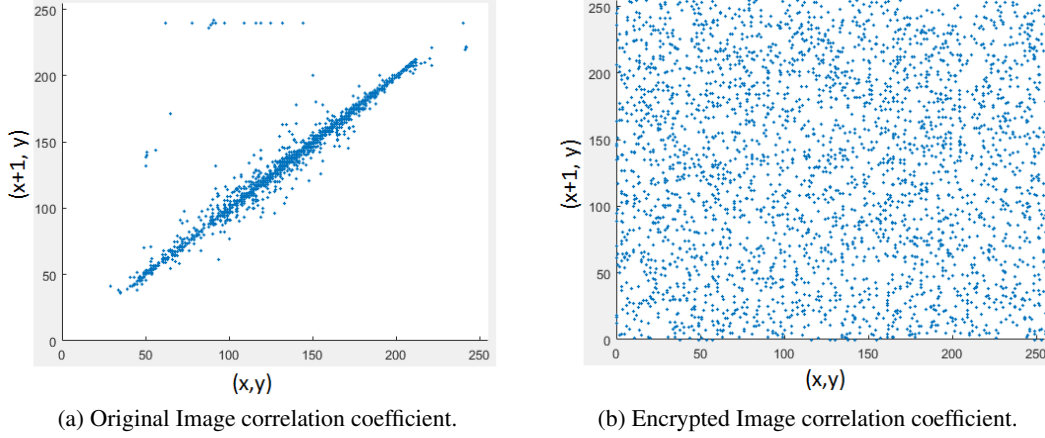 250
200
150
100
50
0
0 50 100 150 200 250
(x+1, y)
(x,y)
(a) Original Image correlation coefficient.
250
200
150
100
50
0
0 50 100 150 200 250
(x+1, y)
(x,y)
(b) Encrypted Image correlation coefficient.